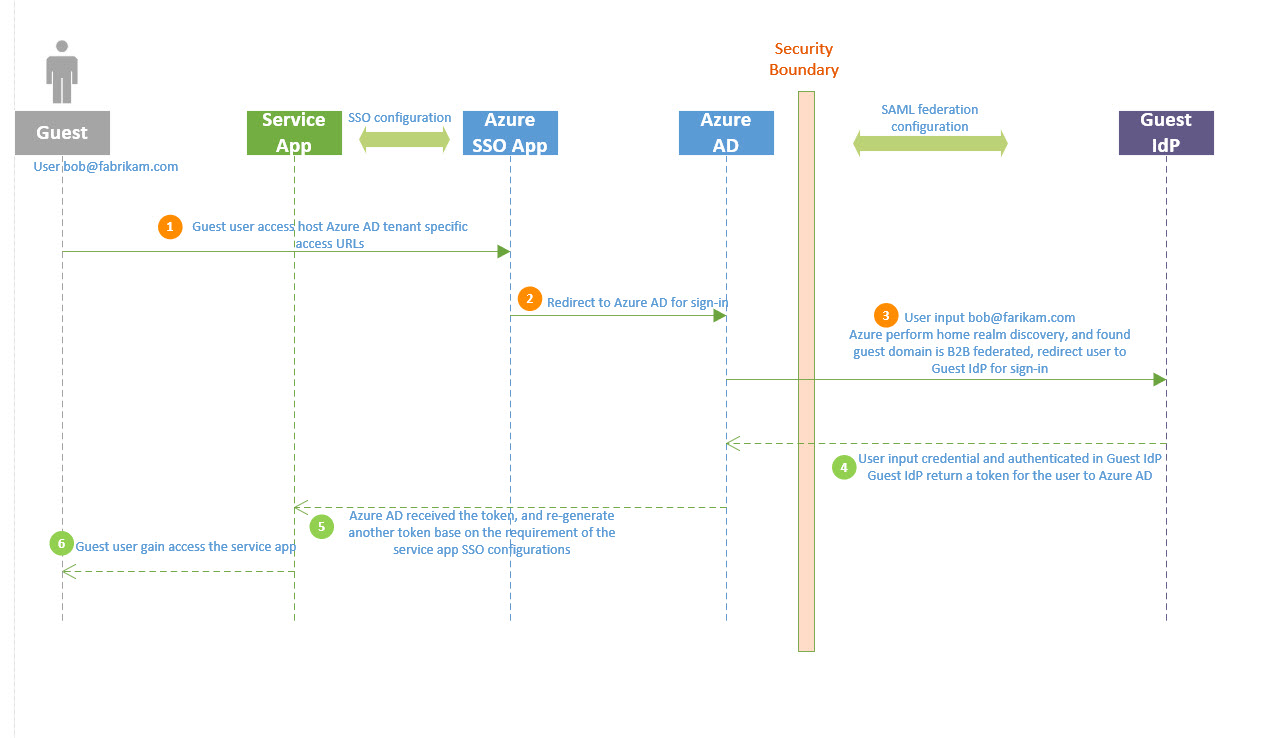 Security
Boundary
Guest
Service
App
SSO configuration
Azure
SSO App
Azure
AD
SAML federation
configuration
Guest
IdP
User bob@fabrikam.com
1
Guest user access host Azure AD tenant specific
access URLs
2
Redirect to Azure AD for sign-in
3
User input bob@farikam.com
Azure perform home realm discovery, and found
guest domain is B2B federated, redirect user to
Guest IdP for sign-in
4
User input credential and authenticated in Guest IdP
Guest IdP return a token for the user to Azure AD
5
Azure AD received the token, and re-generate
another token base on the requirement of the
service app SSO configurations
6
Guest user gain access the service app